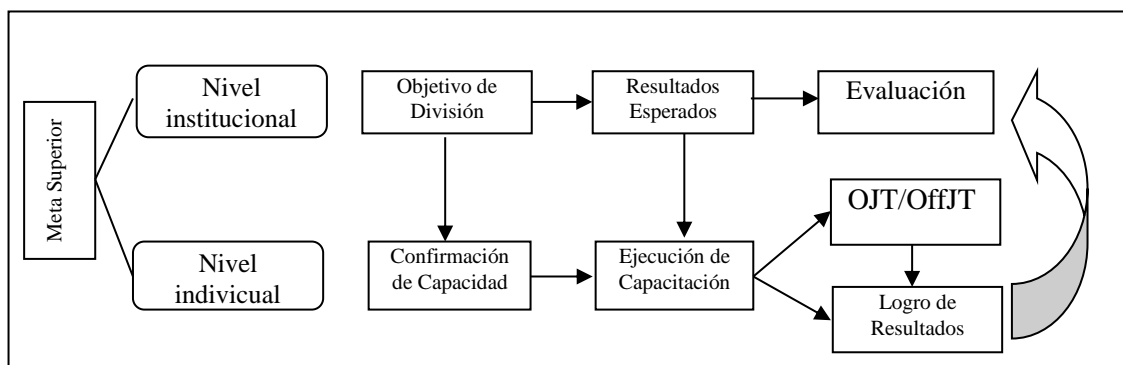 Meta Superior
Nivel
institucional
Objetivo de
División
Resultados
Esperados
Evaluación
OJT/OffJT
Nivel
indivicual
Confirmación
de Capacidad
Ejecución de
Capacitación
Logro de
Resultados